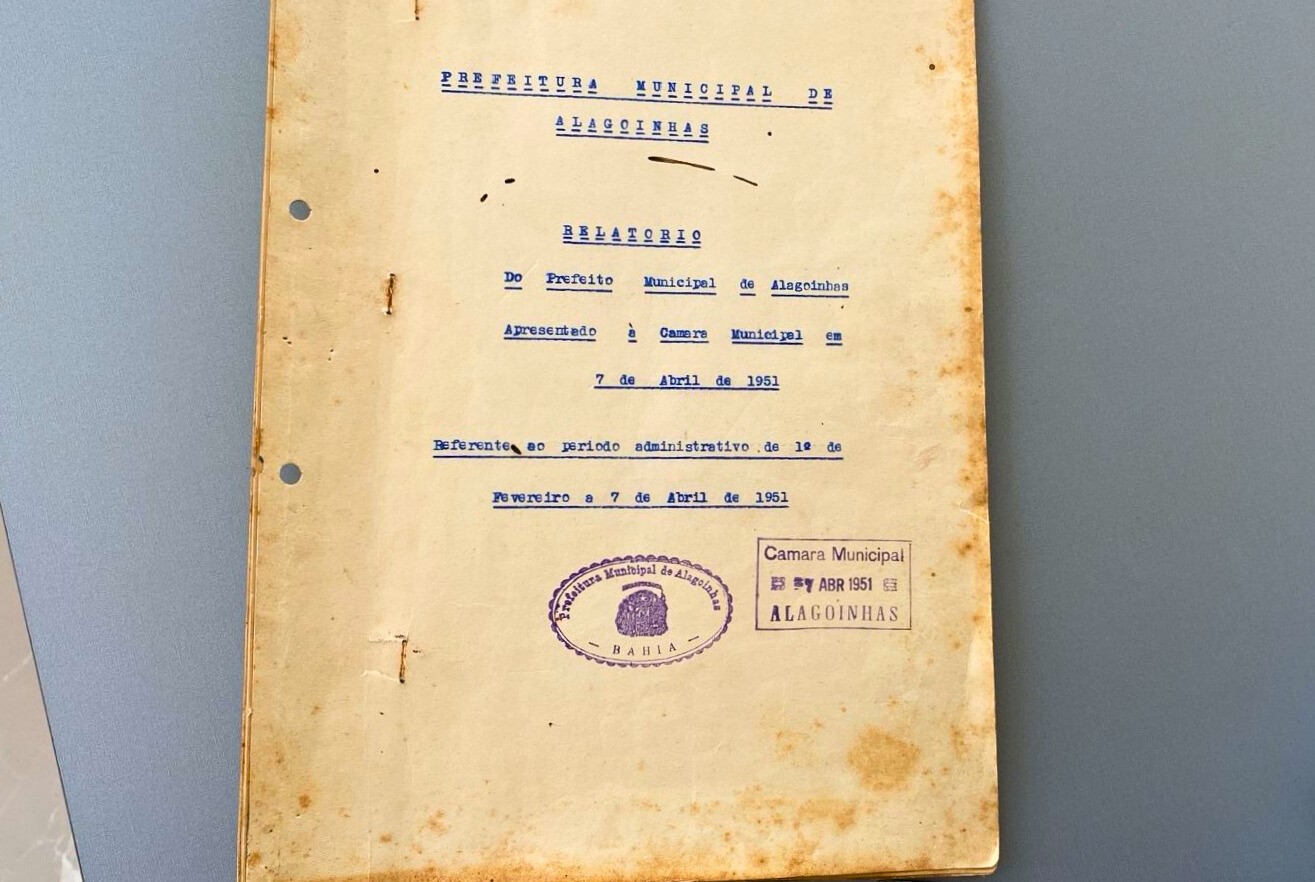 PREFEITURA MUNICIPAL DE
ALAGOINHAS
RELATORIO
Do Prefeito Municipal de Alagoinhas
Apresentado à Camara Municipal em
7 de Abril de 1951
Referente ao periodo administrativo de 1º de
Fevereiro a 7 de Abril de 1951
Prefeitura Municipal de Alagoinhas
— BAHIA —
Camara Municipal
7 ABR 1951
ALAGOINHAS